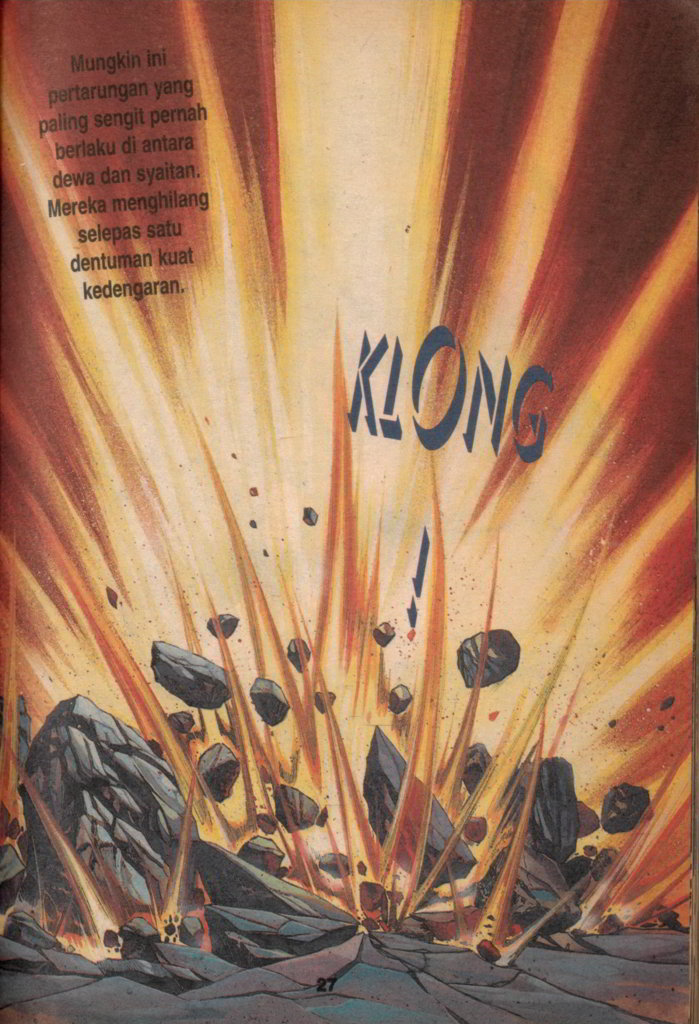 Mungkin ini
pertarungan yang
paling sengit pernah
berlaku di antara
dewa dan syaitan.
Mereka menghilang
selepas satu
dentuman kuat
kedengaran.
KLONG
!
27